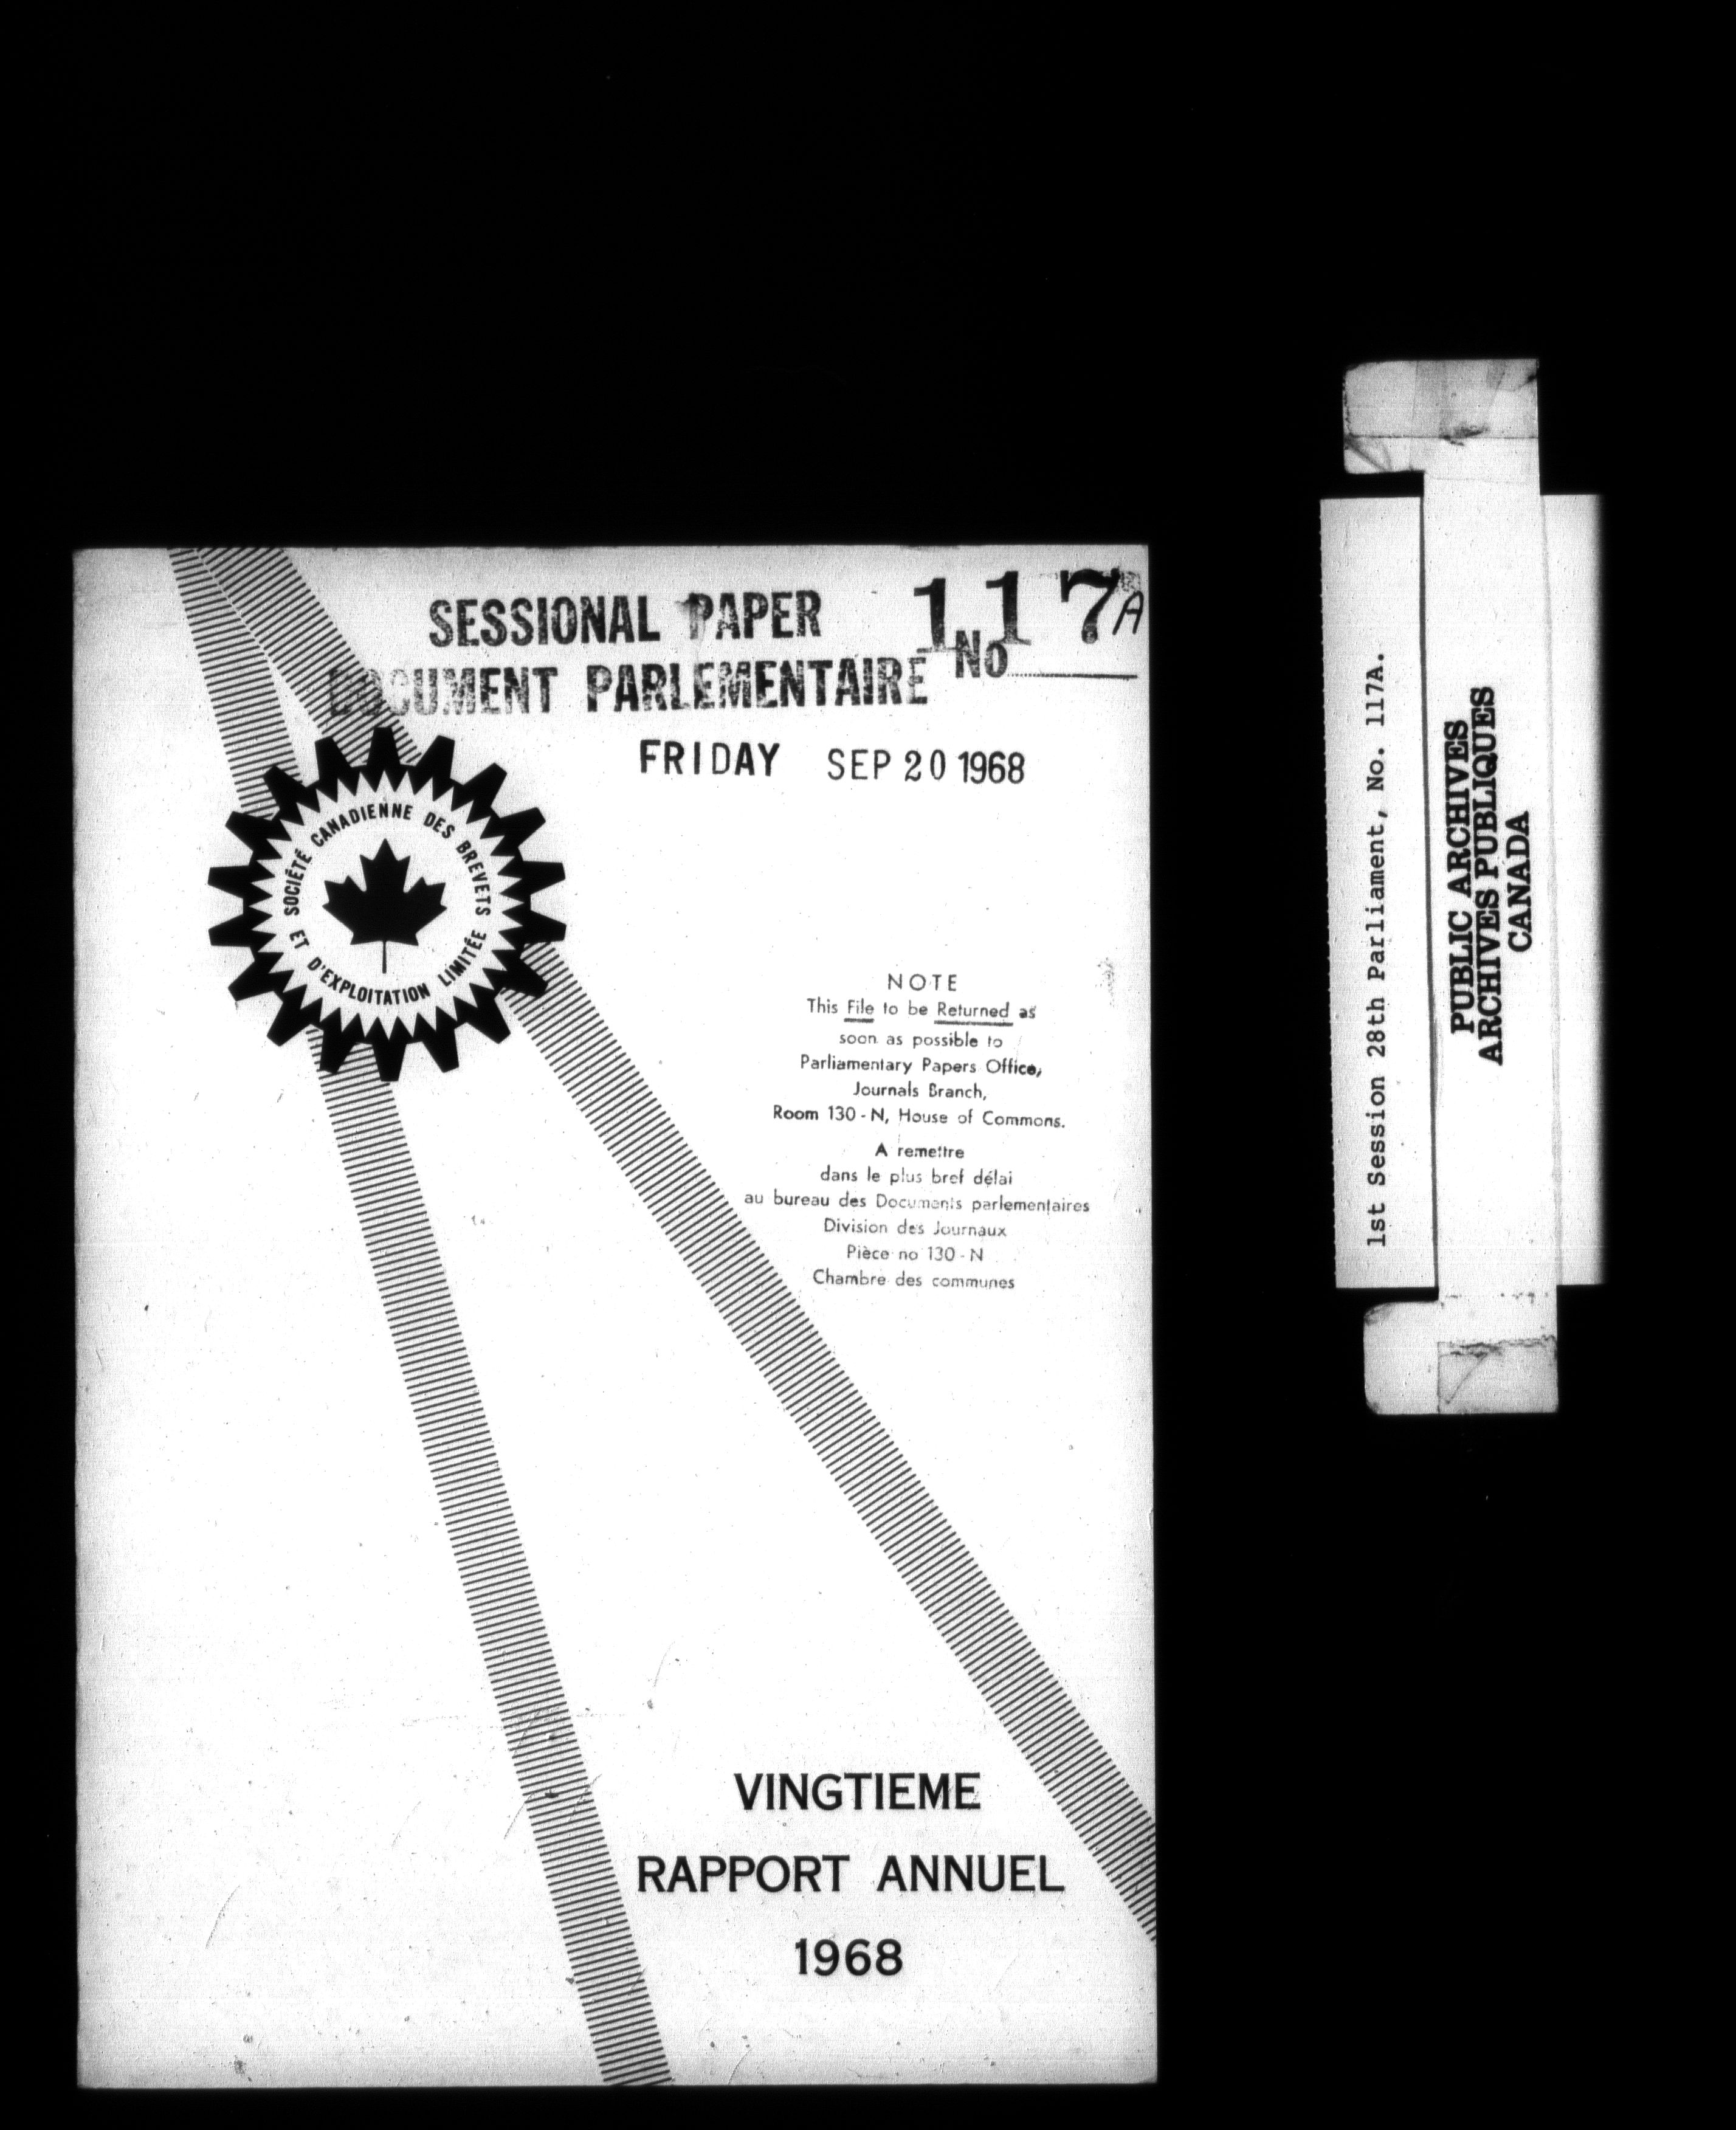 SESSIONAL PAPER 117A
DOCUMENT PARLEMENTAIRE No
FRIDAY SEP 20 1968
SOCIÉTÉ CANADIENNE DES BREVETS
ET D'EXPLOITATION LIMITÉE
NOTE
This File to be Returned as
soon as possible to
Parliamentary Papers Office,
Journals Branch,
Room 130-N, House of Commons.
A remettre
dans le plus bref délai
au bureau des Documents parlementaires
Division des Journaux
Pièce no 130-N
Chambre des communes
VINGTIEME
RAPPORT ANNUEL
1968
1st Session 28th Parliament, No. 117A.
PUBLIC ARCHIVES
ARCHIVES PUBLIQUES
CANADA